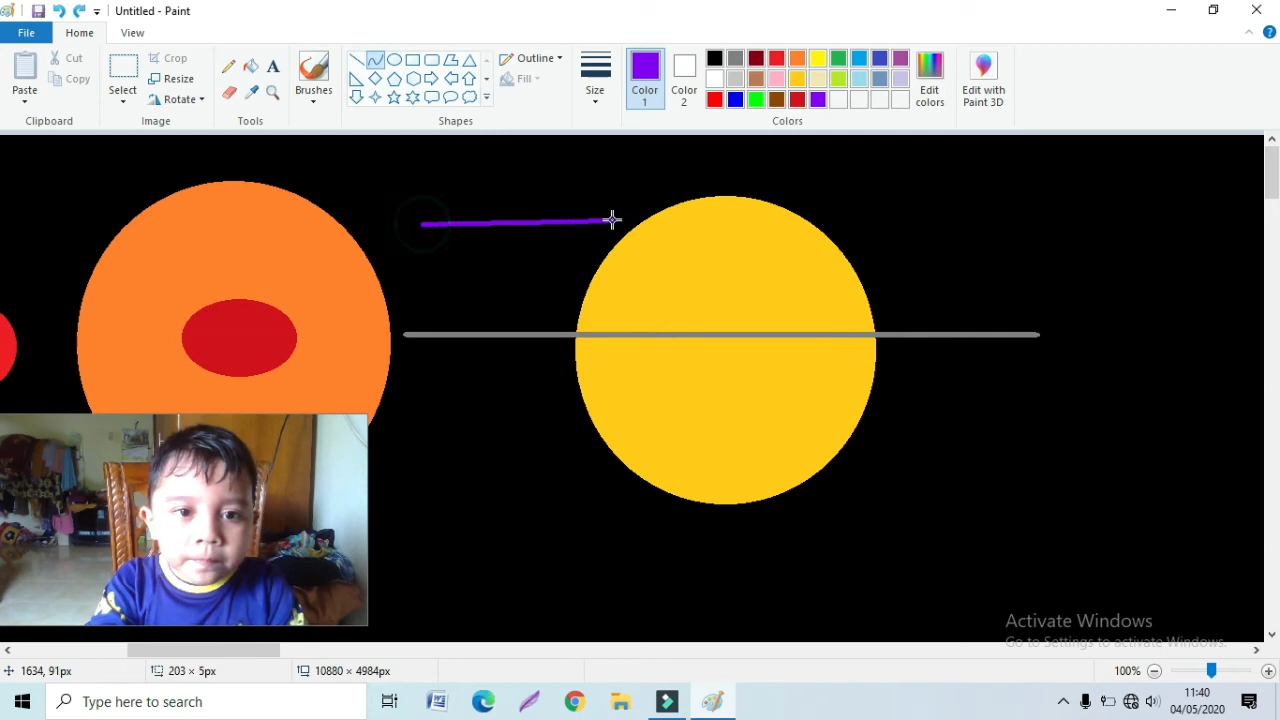 Untitled - Paint
File
Home
View
Paste
Cut
Copy
Clipboard
Select
Crop
Resize
Rotate
Image
Tools
Brushes
Outline
Fill
Shapes
Size
Color
1
Color
2
Edit
colors
Edit with
Paint 3D
Colors
Activate Windows
Go to Settings to activate Windows.
1634, 91px
203 × 5px
10880 × 4984px
100%
Type here to search
11:40
04/05/2020